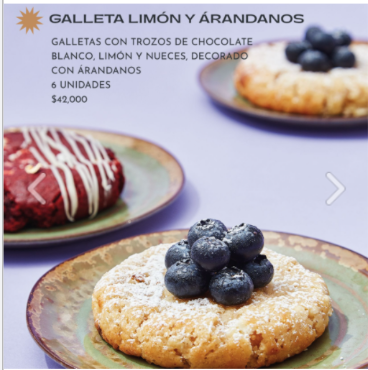 GALLETA LIMÓN Y ÁRANDANOS
GALLETAS CON TROZOS DE CHOCOLATE
BLANCO, LIMÓN Y NUECES, DECORADO
CON ÁRANDANOS
6 UNIDADES
$42,000